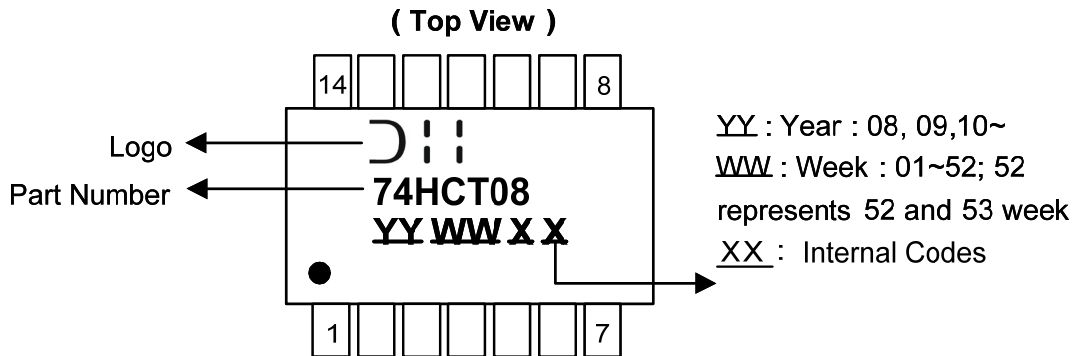 ( Top View )
14
8
Logo
Part Number
74HCT08
YY WW X X
YY : Year : 08, 09,10~
WW : Week : 01~52; 52
represents 52 and 53 week
XX : Internal Codes
1
7